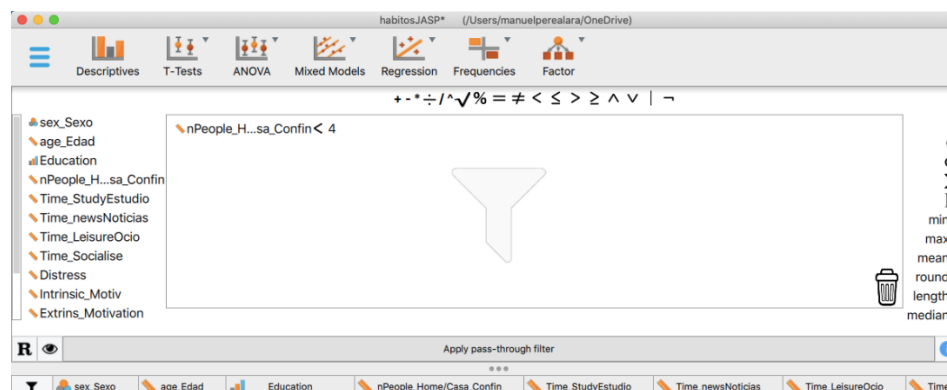 habitosJASP* (/Users/manuelperealara/OneDrive)
Descriptives T-Tests ANOVA Mixed Models Regression Frequencies Factor
+ - * ÷ / ^ √ % = ≠ < ≤ > ≥ ∧ ∨ | ¬
sex_Sexo
age_Edad
Education
nPeople_H...sa_Confin
Time_StudyEstudio
Time_newsNoticias
Time_LeisureOcio
Time_Socialise
Distress
Intrinsic_Motiv
Extrins_Motivation
nPeople_H...sa_Confin < 4
min
max
mean
round
length
median
R Apply pass-through filter
sex_Sexo age_Edad Education nPeople_Home/Casa_Confin Time_StudyEstudio Time_newsNoticias Time_LeisureOcio Time